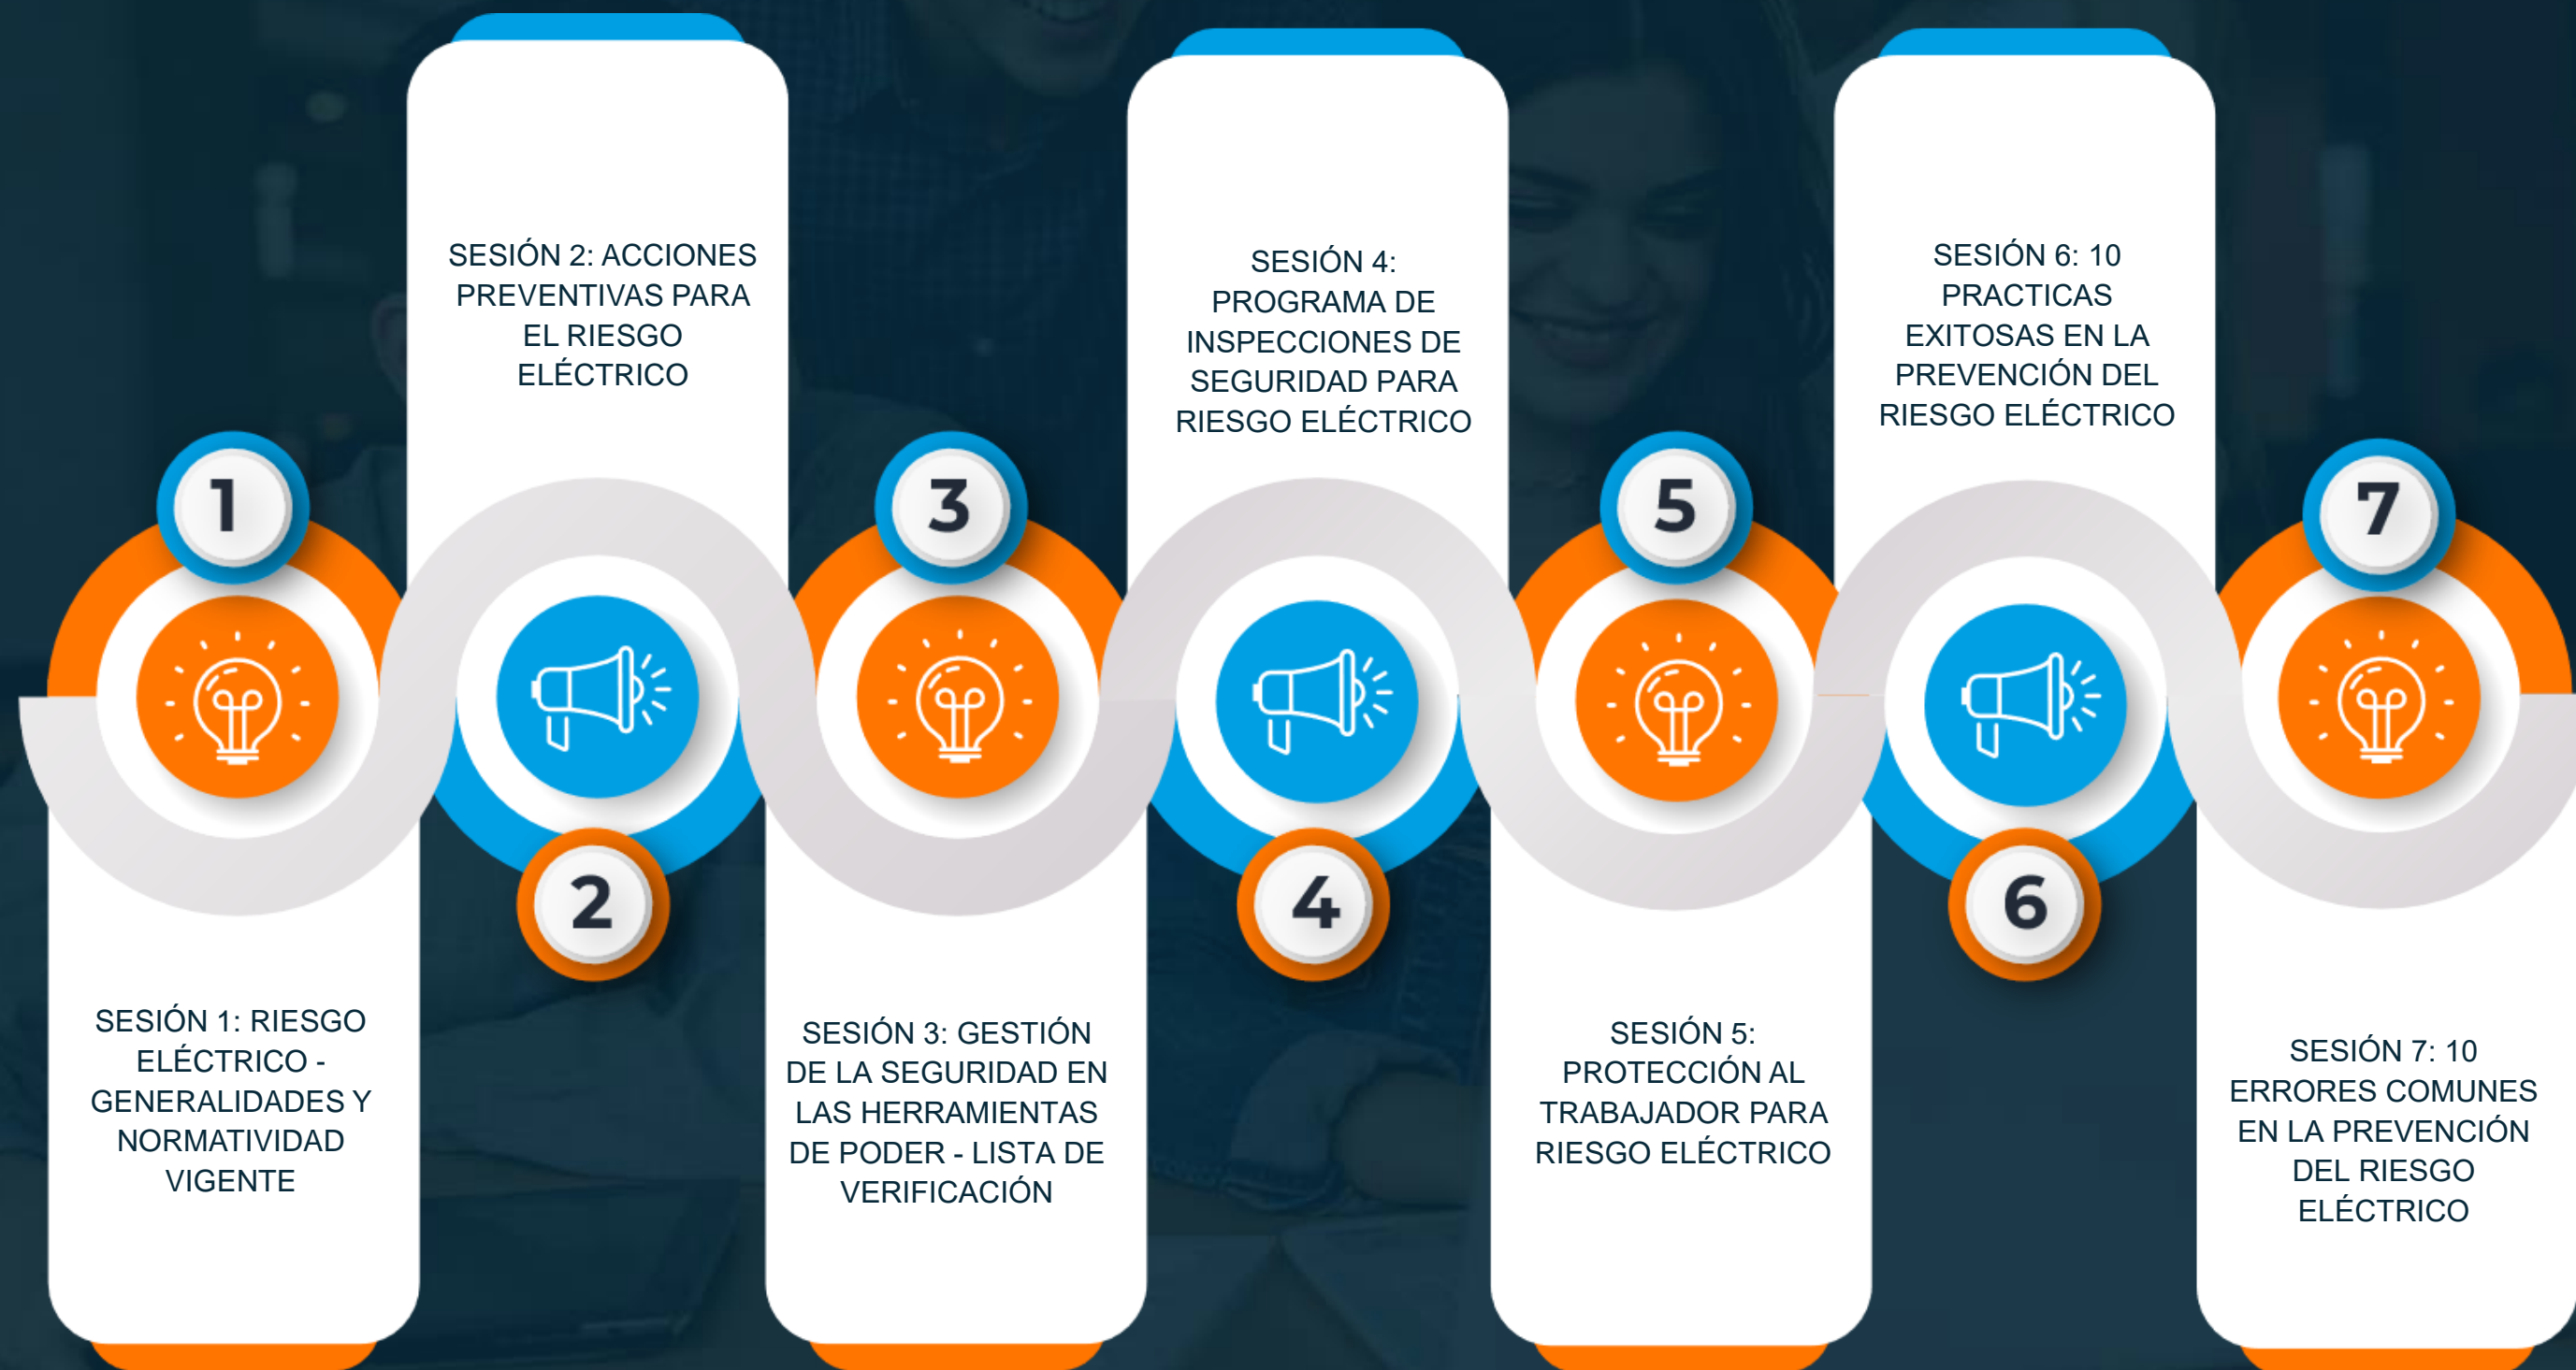 1
SESIÓN 1: RIESGO
ELÉCTRICO -
GENERALIDADES Y
NORMATIVIDAD
VIGENTE
SESIÓN 2: ACCIONES
PREVENTIVAS PARA
EL RIESGO
ELÉCTRICO
2
3
SESIÓN 3: GESTIÓN
DE LA SEGURIDAD EN
LAS HERRAMIENTAS
DE PODER - LISTA DE
VERIFICACIÓN
SESIÓN 4:
PROGRAMA DE
INSPECCIONES DE
SEGURIDAD PARA
RIESGO ELÉCTRICO
4
5
SESIÓN 5:
PROTECCIÓN AL
TRABAJADOR PARA
RIESGO ELÉCTRICO
SESIÓN 6: 10
PRACTICAS
EXITOSAS EN LA
PREVENCIÓN DEL
RIESGO ELÉCTRICO
6
7
SESIÓN 7: 10
ERRORES COMUNES
EN LA PREVENCIÓN
DEL RIESGO
ELÉCTRICO